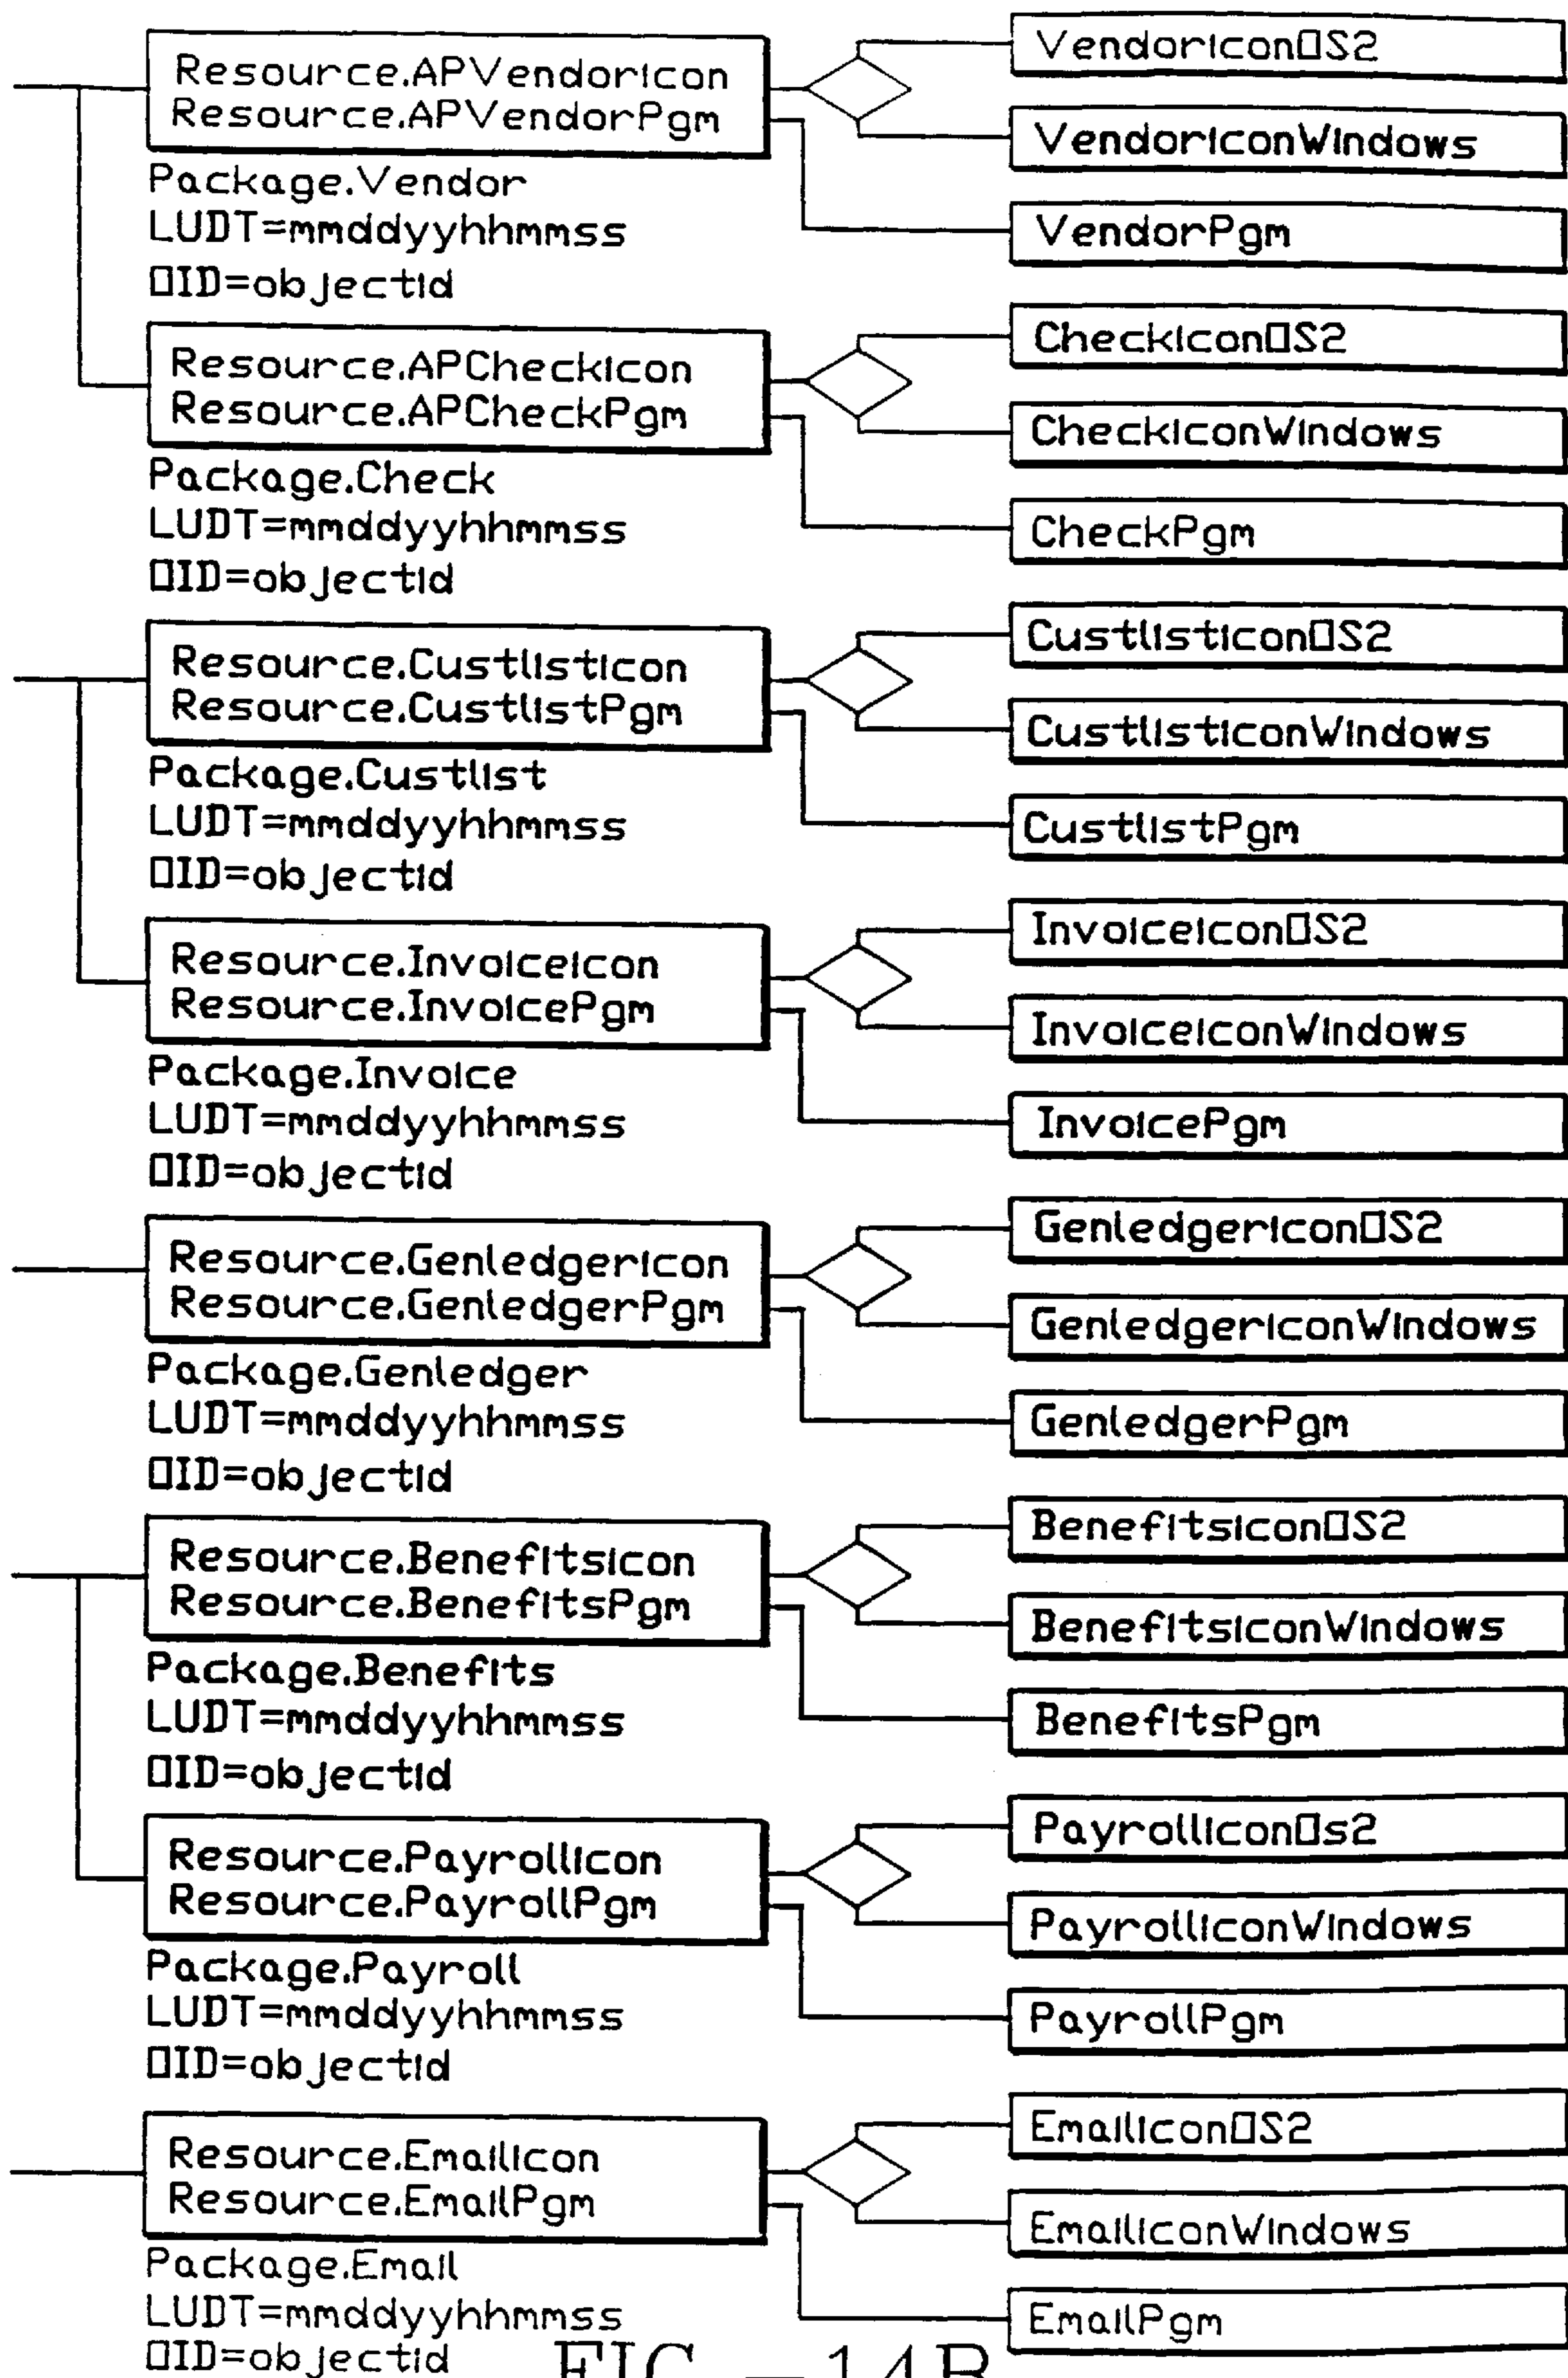 Resource.APVendoricon
Resource.APVendorPgm
Package.Vendor
LUDT=mmddyyhhmmss
OID=objectid
VendoriconOS2
VendoriconWindows
VendorPgm
Resource.APCheckicon
Resource.APCheckPgm
Package.Check
LUDT=mmddyyhhmmss
OID=objectid
CheckiconOS2
CheckiconWindows
CheckPgm
Resource.Custlisticon
Resource.CustlistPgm
Package.Custlist
LUDT=mmddyyhhmmss
OID=objectid
CustlisticonOS2
CustlisticonWindows
CustlistPgm
Resource.Invoiceicon
Resource.InvoicePgm
Package.Invoice
LUDT=mmddyyhhmmss
OID=objectid
InvoiceiconOS2
InvoiceiconWindows
InvoicePgm
Resource.Genledgericon
Resource.GenledgerPgm
Package.Genledger
LUDT=mmddyyhhmmss
OID=objectid
GenledgericonOS2
GenledgericonWindows
GenledgerPgm
Resource.Benefitsicon
Resource.BenefitsPgm
Package.Benefits
LUDT=mmddyyhhmmss
OID=objectid
BenefitsiconOS2
BenefitsiconWindows
BenefitsPgm
Resource.Payrollicon
Resource.PayrollPgm
Package.Payroll
LUDT=mmddyyhhmmss
OID=objectid
PayrolliconOs2
PayrolliconWindows
PayrollPgm
Resource.Emailicon
Resource.EmailPgm
Package.Email
LUDT=mmddyyhhmmss
OID=objectid
EmailiconOS2
EmailiconWindows
EmailPgm
FIG.-14B